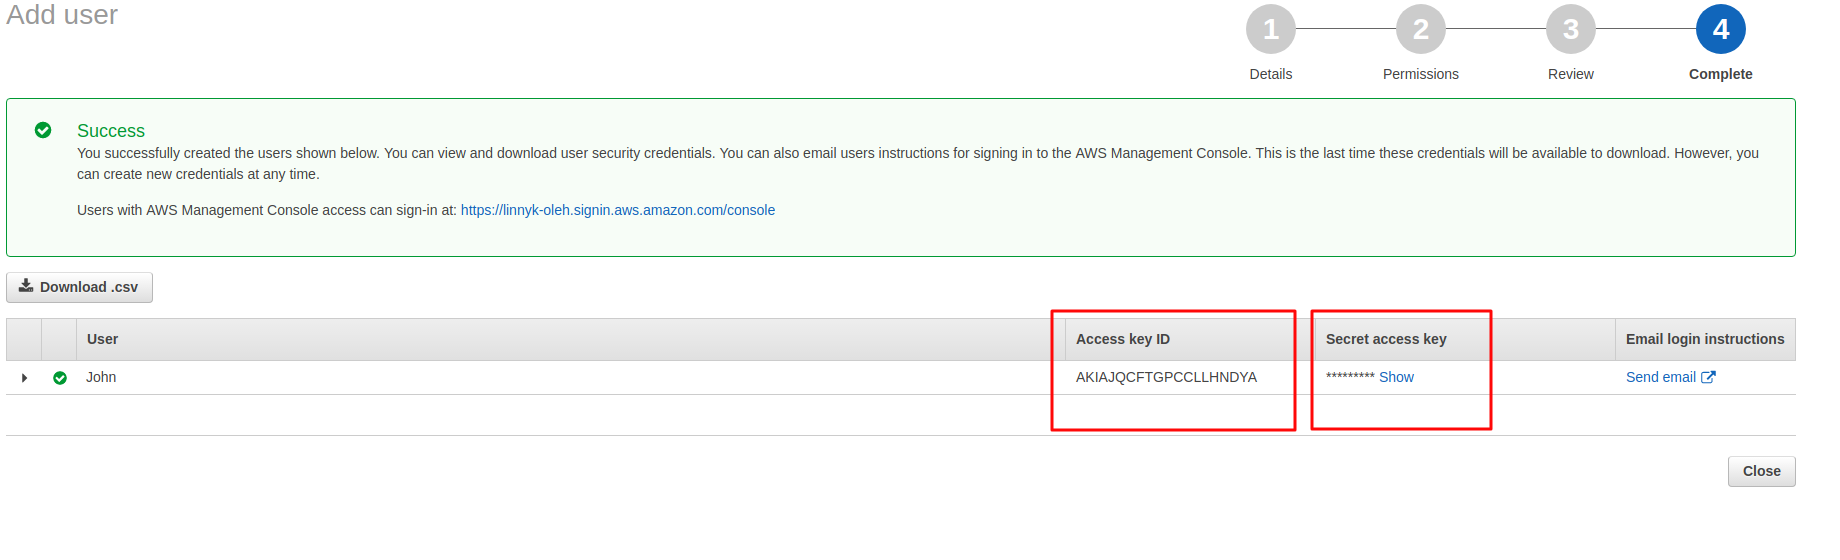 Add user
1 2 3 4
Details Permissions Review Complete
Success
You successfully created the users shown below. You can view and download user security credentials. You can also email users instructions for signing in to the AWS Management Console. This is the last time these credentials will be available to download. However, you
can create new credentials at any time.
Users with AWS Management Console access can sign-in at: https://linnyk-oleh.signin.aws.amazon.com/console
Download .csv
User Access key ID Secret access key Email login instructions
John AKIAJQCFTGPCCLLHNDYA ********* Show Send email
Close